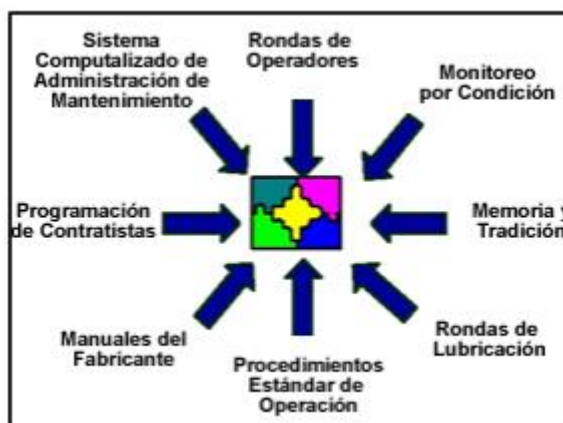 Sistema
Computalizado de
Administración de
Mantenimiento
Rondas de
Operadores
Monitoreo
por Condición
Programación
de Contratistas
Memoria y
Tradición
Manuales del
Fabricante
Procedimientos
Estándar de
Operación
Rondas de
Lubricación